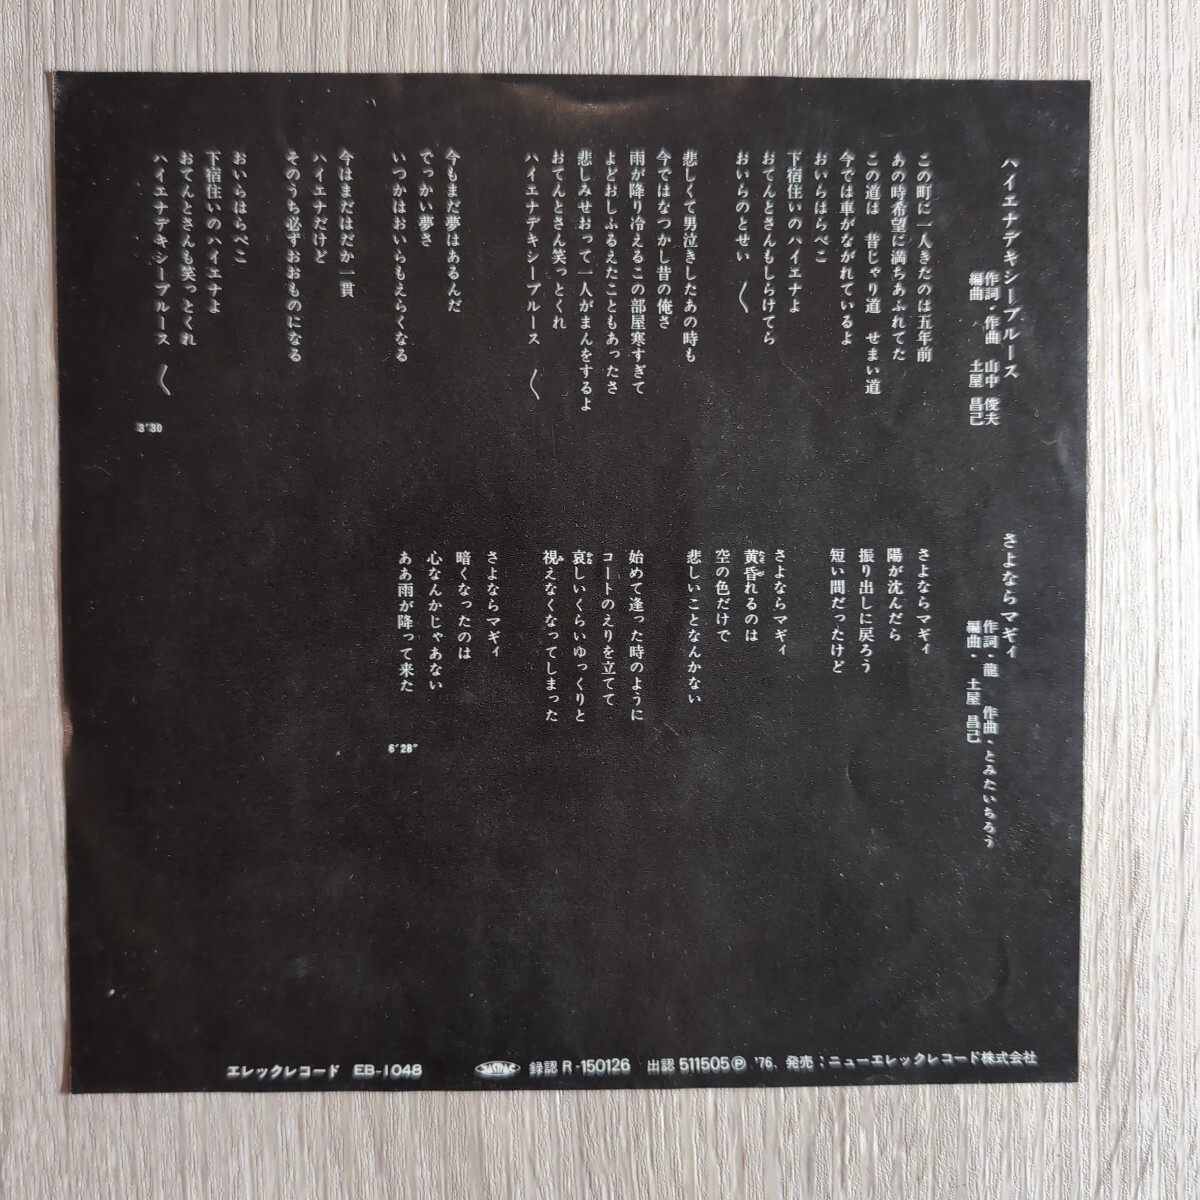 ハイエナデキシーブルース
作詞・作曲 山中 俊夫
編曲 土屋 昌己
この町に一人きたのは五年前
あの時希望に満ちあふれてた
この道は 昔じゃり道 せまい道
今では車がながれているよ
おいらはらぺこ
下宿住いのハイエナよ
おてんとさんもしらけてら
おいらのとせい 〱
悲しくて男泣きしたあの時も
今ではなつかし昔の俺さ
雨が降り冷えるこの部屋寒すぎて
よどおしふるえたこともあったさ
悲しみせおって一人がまんをするよ
おてんとさん笑っとくれ
ハイエナデキシーブルース 〱
今もまだ夢はあるんだ
でっかい夢さ
いつかはおいらもえらくなる
今はまだはだか一貫
ハイエナだけど
そのうち必ずおおものになる
おいらはらぺこ
下宿住いのハイエナよ
おてんとさんも笑っとくれ
ハイエナデキシーブルース 〱
3'30
さよならマギィ
作詞・龍 作曲・とみたいちろう
編曲・土屋 昌己
さよならマギィ
陽が沈んだら
振り出しに戻ろう
短い間だったけど
さよならマギィ
黄昏れるのは
空の色だけで
悲しいことなんかない
始めて逢った時のように
コートのえりを立てて
哀しいくらいゆっくりと
視えなくなってしまった
さよならマギィ
暗くなったのは
心なんかじゃあない
ああ雨が降って来た
6'28"
エレックレコード EB-1048 JASRAC 録認 R-150126 出認 511505 Ⓟ '76. 発売;ニューエレックレコード株式会社